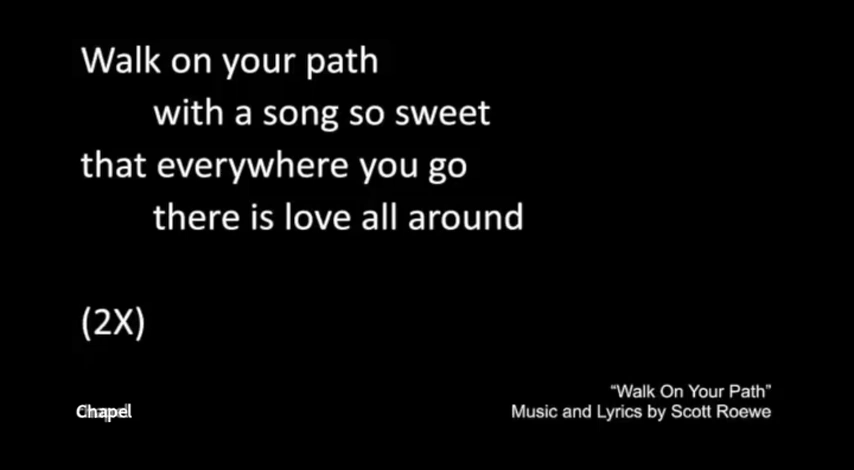 Walk on your path
with a song so sweet
that everywhere you go
there is love all around
(2X)
“Walk On Your Path”
Chapel
Music and Lyrics by Scott Roewe